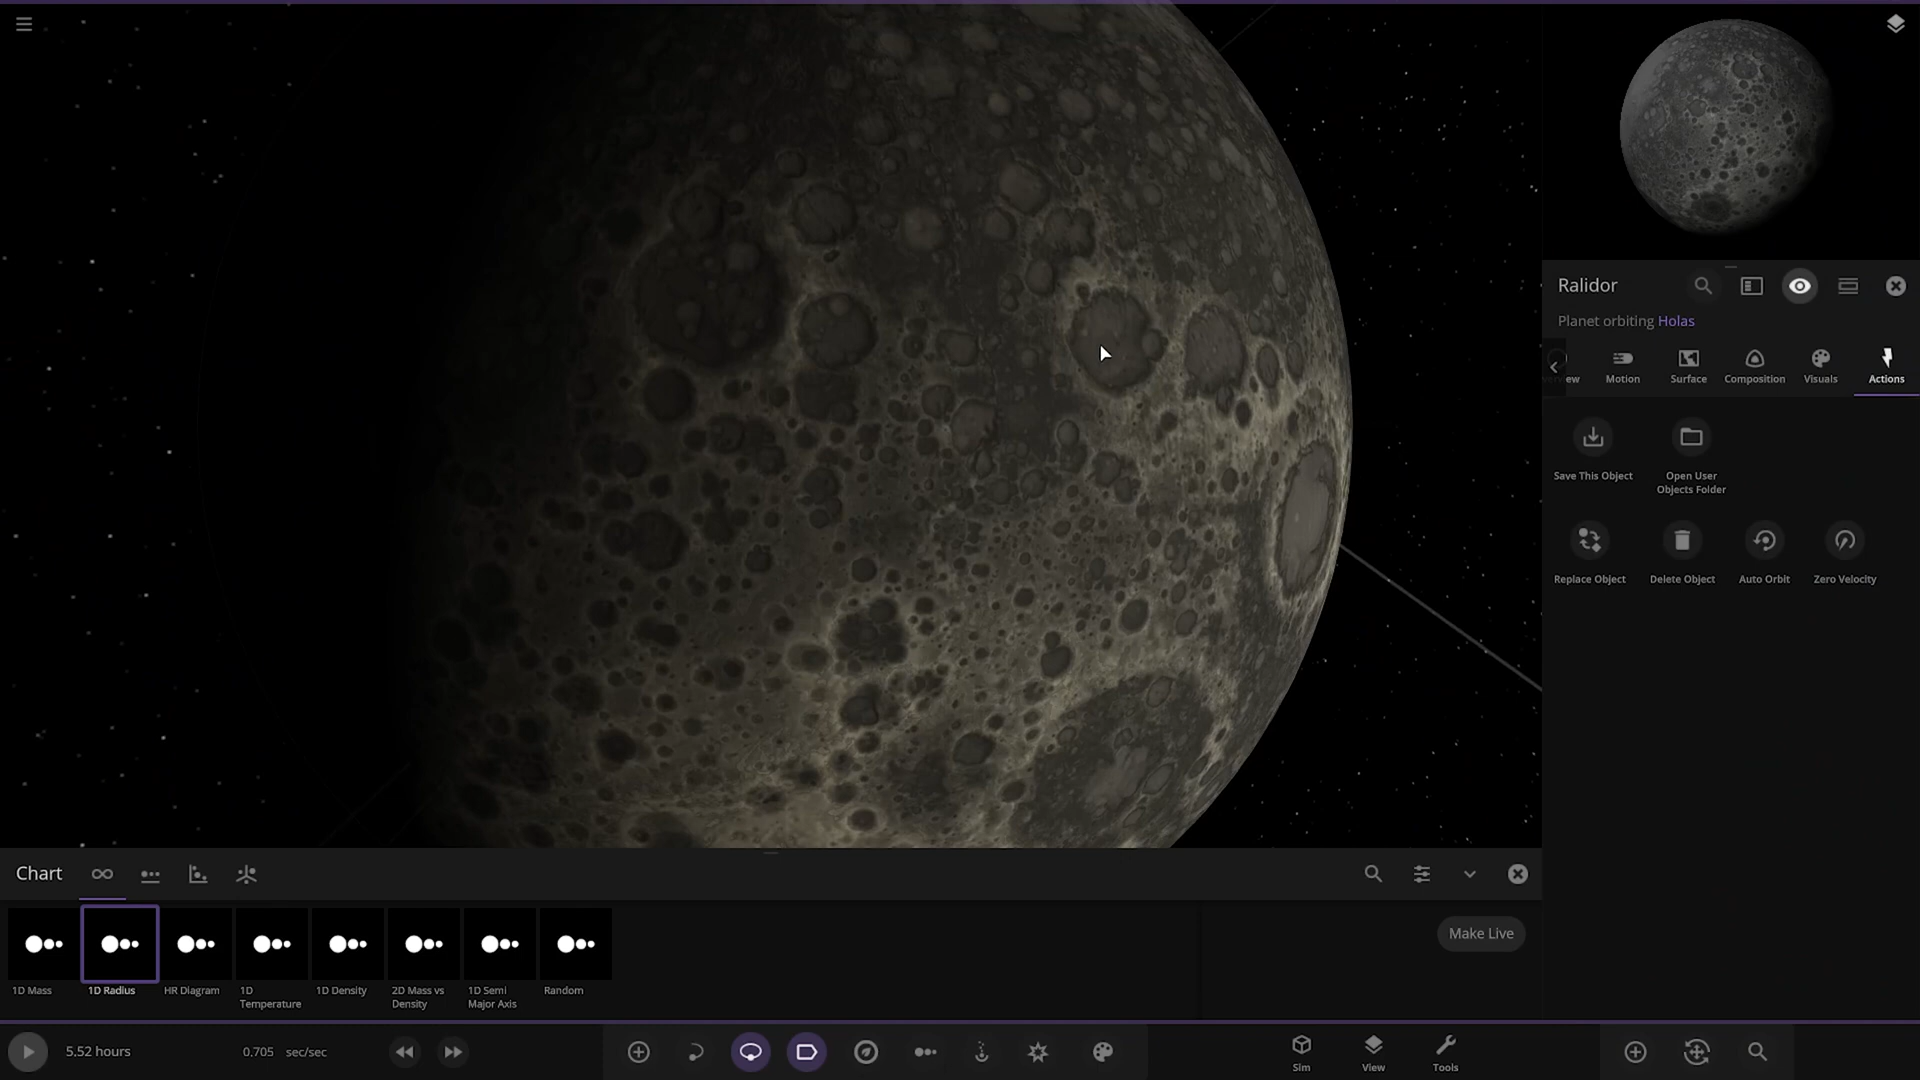 Ralidor
Planet orbiting Holas
Motion
Surface
Composition
Visuals
Actions
Save This Object
Open User
Objects Folder
Replace Object
Delete Object
Auto Orbit
Zero Velocity
Chart
Make Live
1D Mass
1D Radius
HR Diagram
1D
Temperature
1D Density
2D Mass vs
Density
1D Semi
Major Axis
Random
5.52 hours
0.705 sec/sec
Sim
View
Tools